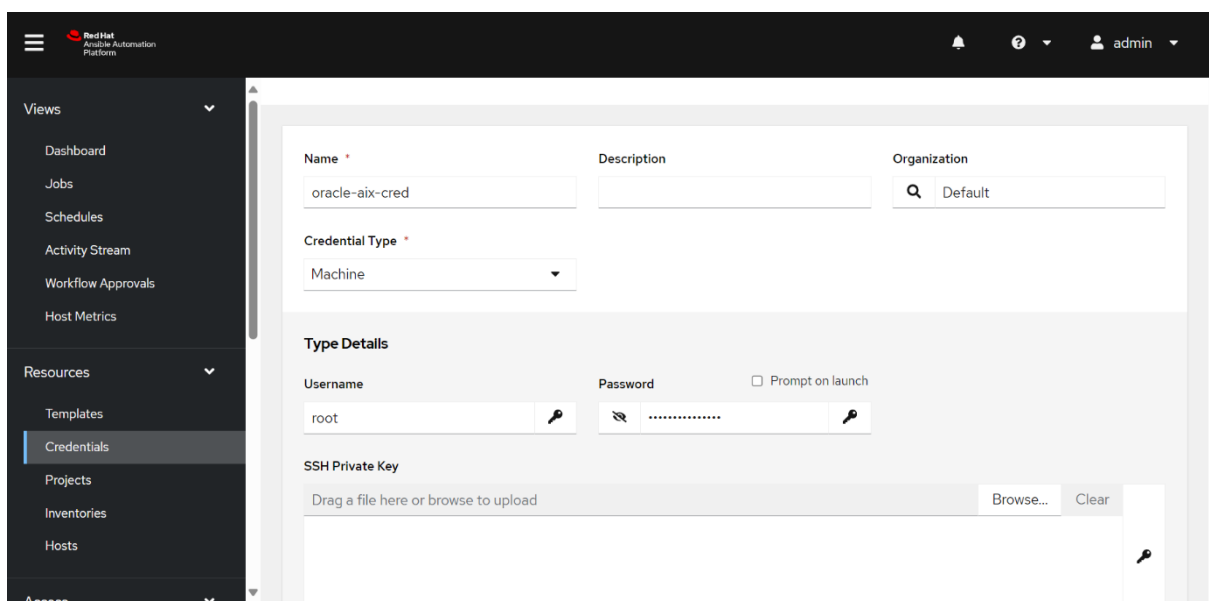 Red Hat
Ansible Automation
Platform
admin
Views
Dashboard
Jobs
Schedules
Activity Stream
Workflow Approvals
Host Metrics
Resources
Templates
Credentials
Projects
Inventories
Hosts
Access
Name *
Description
Organization
oracle-aix-cred
Default
Credential Type *
Machine
Type Details
Username
Password
Prompt on launch
root
•••••••••••••••
SSH Private Key
Drag a file here or browse to upload
Browse...
Clear